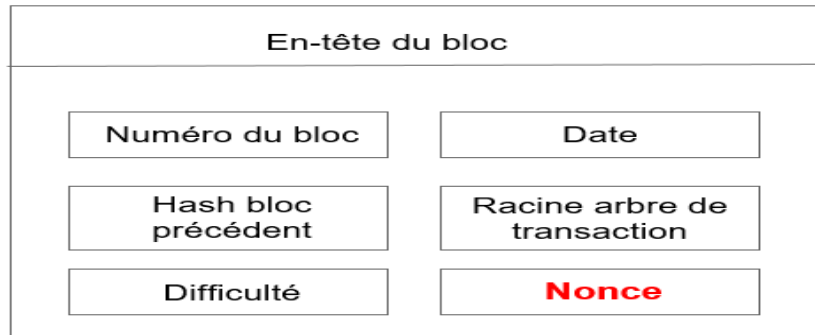 En-tête du bloc
Numéro du bloc
Date
Hash bloc
précédent
Racine arbre de
transaction
Difficulté
Nonce